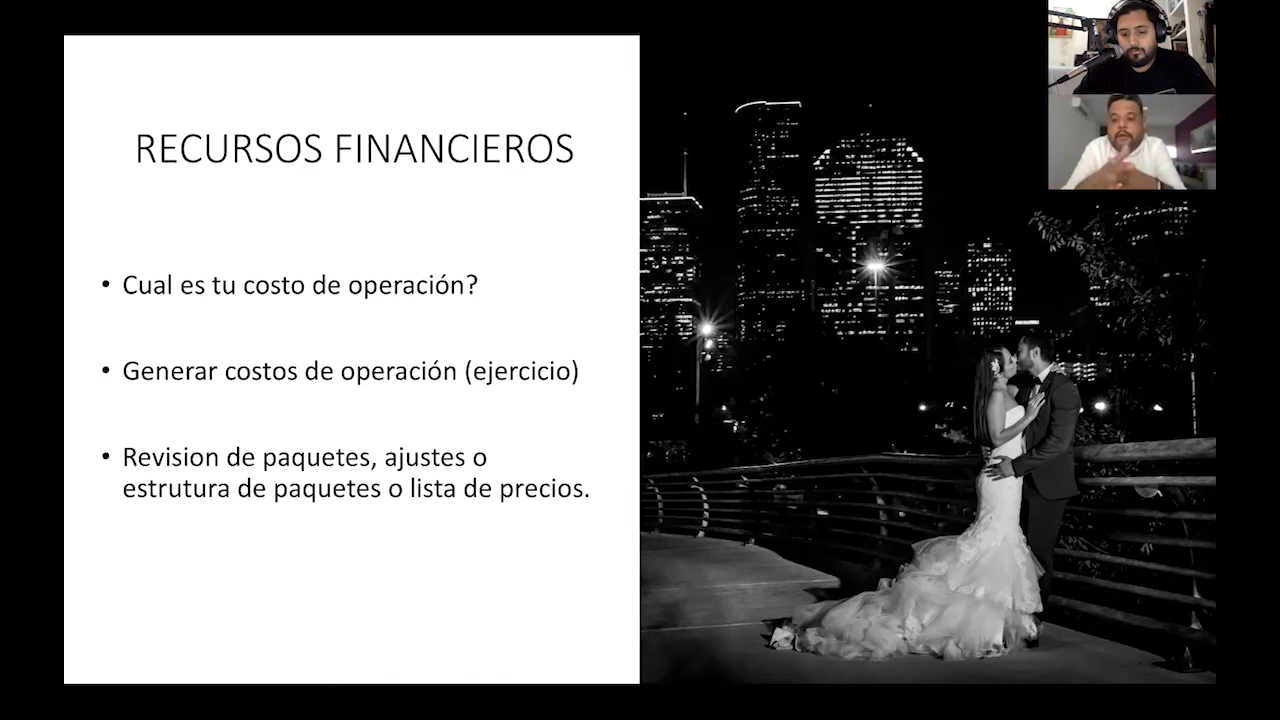 RECURSOS FINANCIEROS
• Cual es tu costo de operación?
• Generar costos de operación (ejercicio)
• Revision de paquetes, ajustes o
estrutura de paquetes o lista de precios.